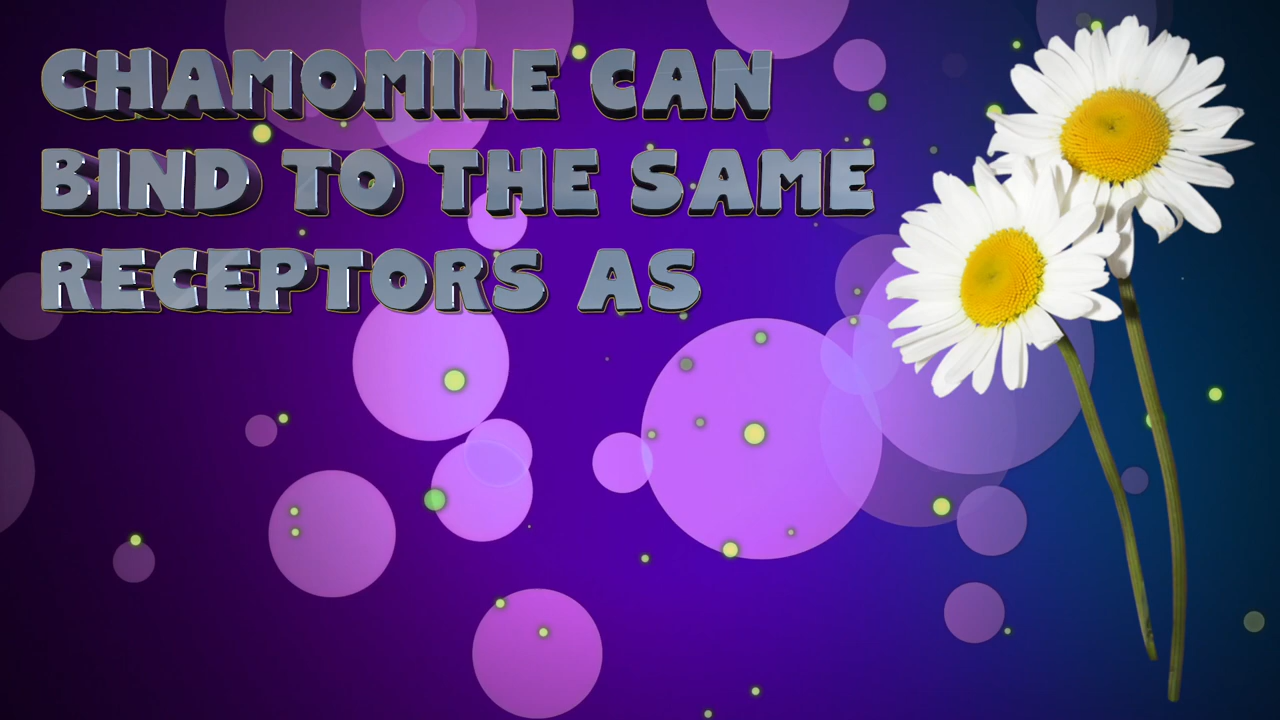 CHAMOMILE CAN
BIND TO THE SAME
RECEPTORS AS